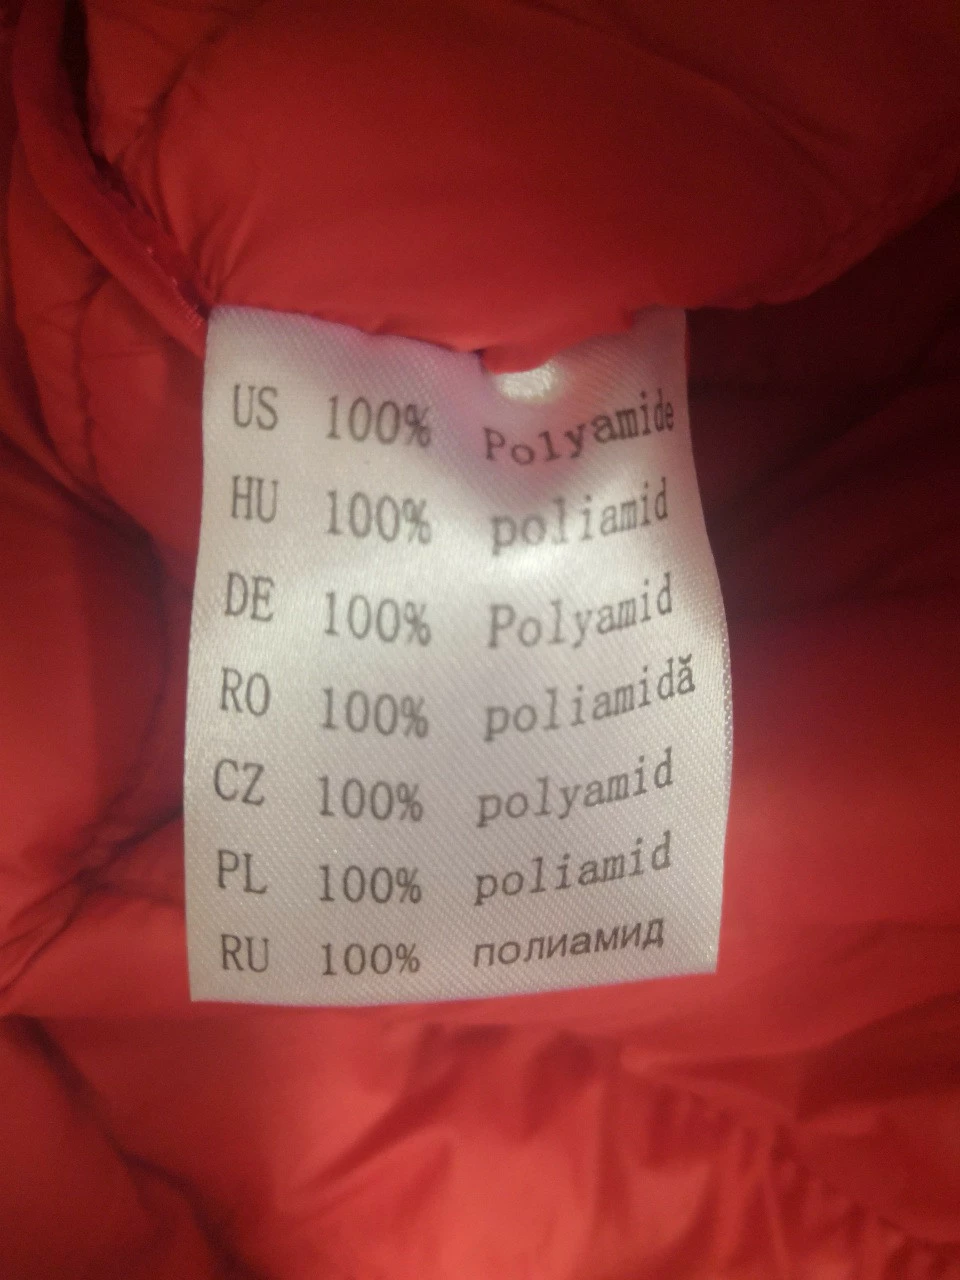 US 100% Polyamide
HU 100% poliamid
DE 100% Polyamid
RO 100% poliamidă
CZ 100% polyamid
PL 100% poliamid
RU 100% полиамид